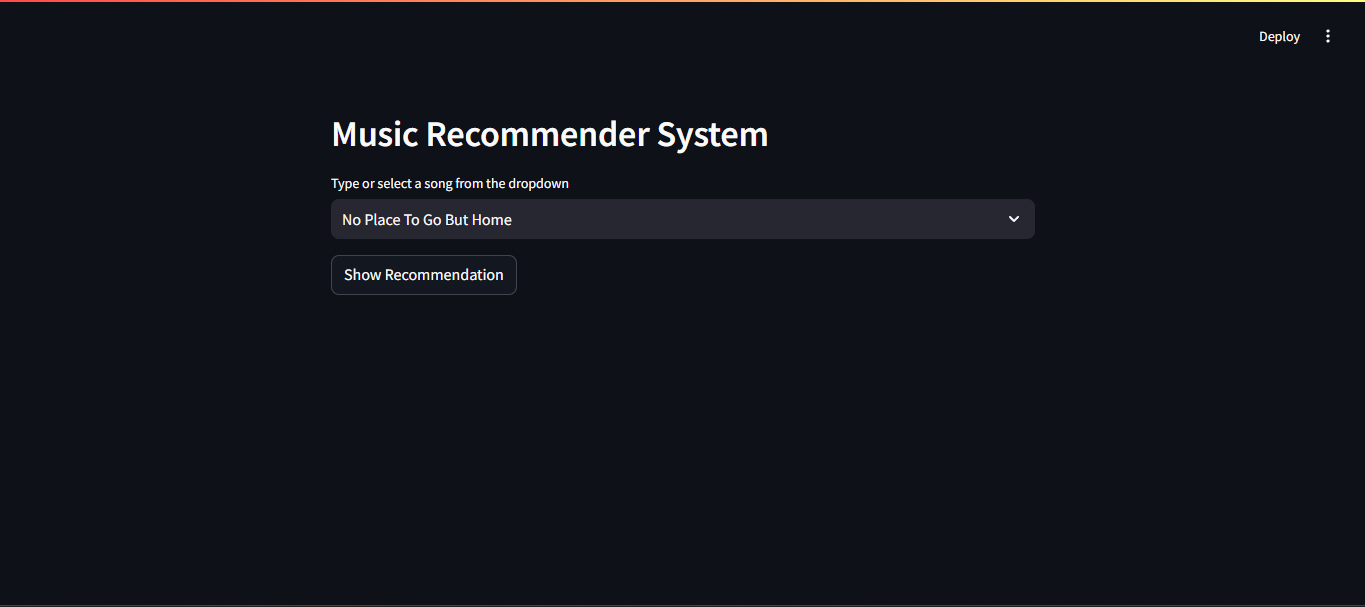 Deploy
Music Recommender System
Type or select a song from the dropdown
No Place To Go But Home
Show Recommendation